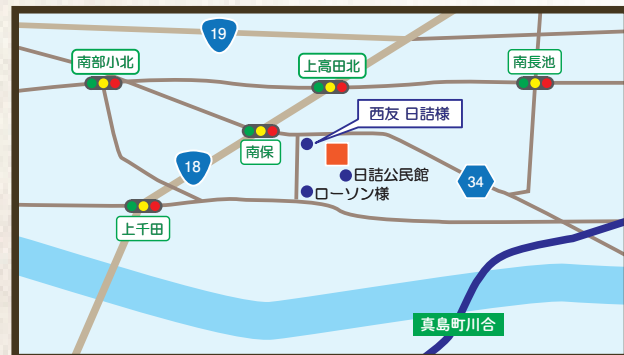 19
南部小北
上高田北
南長池
西友 日詰様
南保
18
日詰公民館
34
ローソン様
上千田
真島町川合